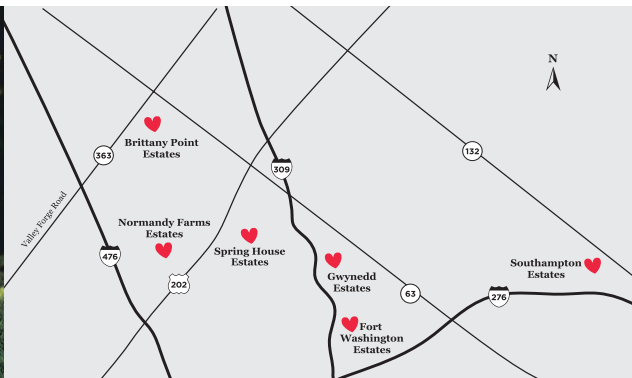 N
Brittany Point
Estates
363
132
309
Valley Forge Road
Normandy Farms
Estates
Spring House
Estates
476
Gwynedd
Estates
Southampton
Estates
202
63
276
Fort
Washington
Estates